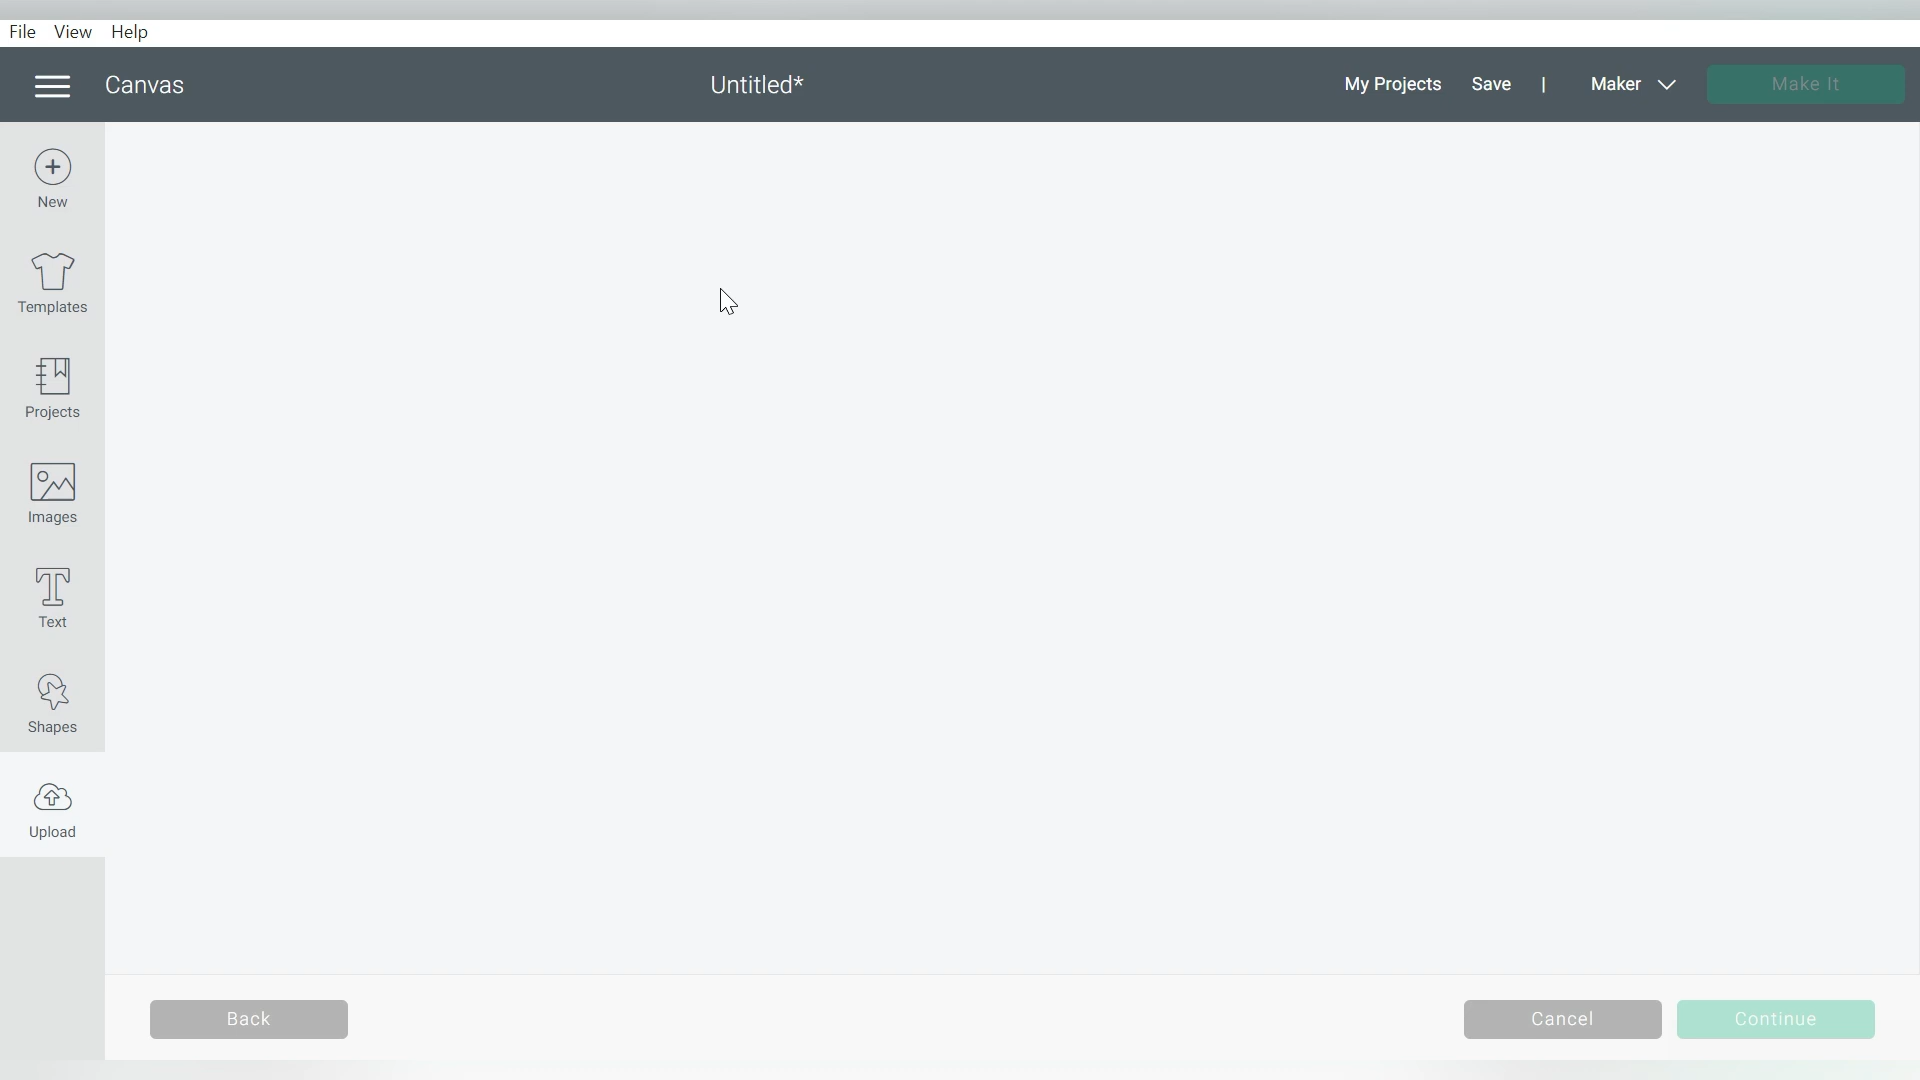 File View Help
Canvas Untitled* My Projects Save | Maker Make It
New
Templates
Projects
Images
Text
Shapes
Upload
Back Cancel Continue